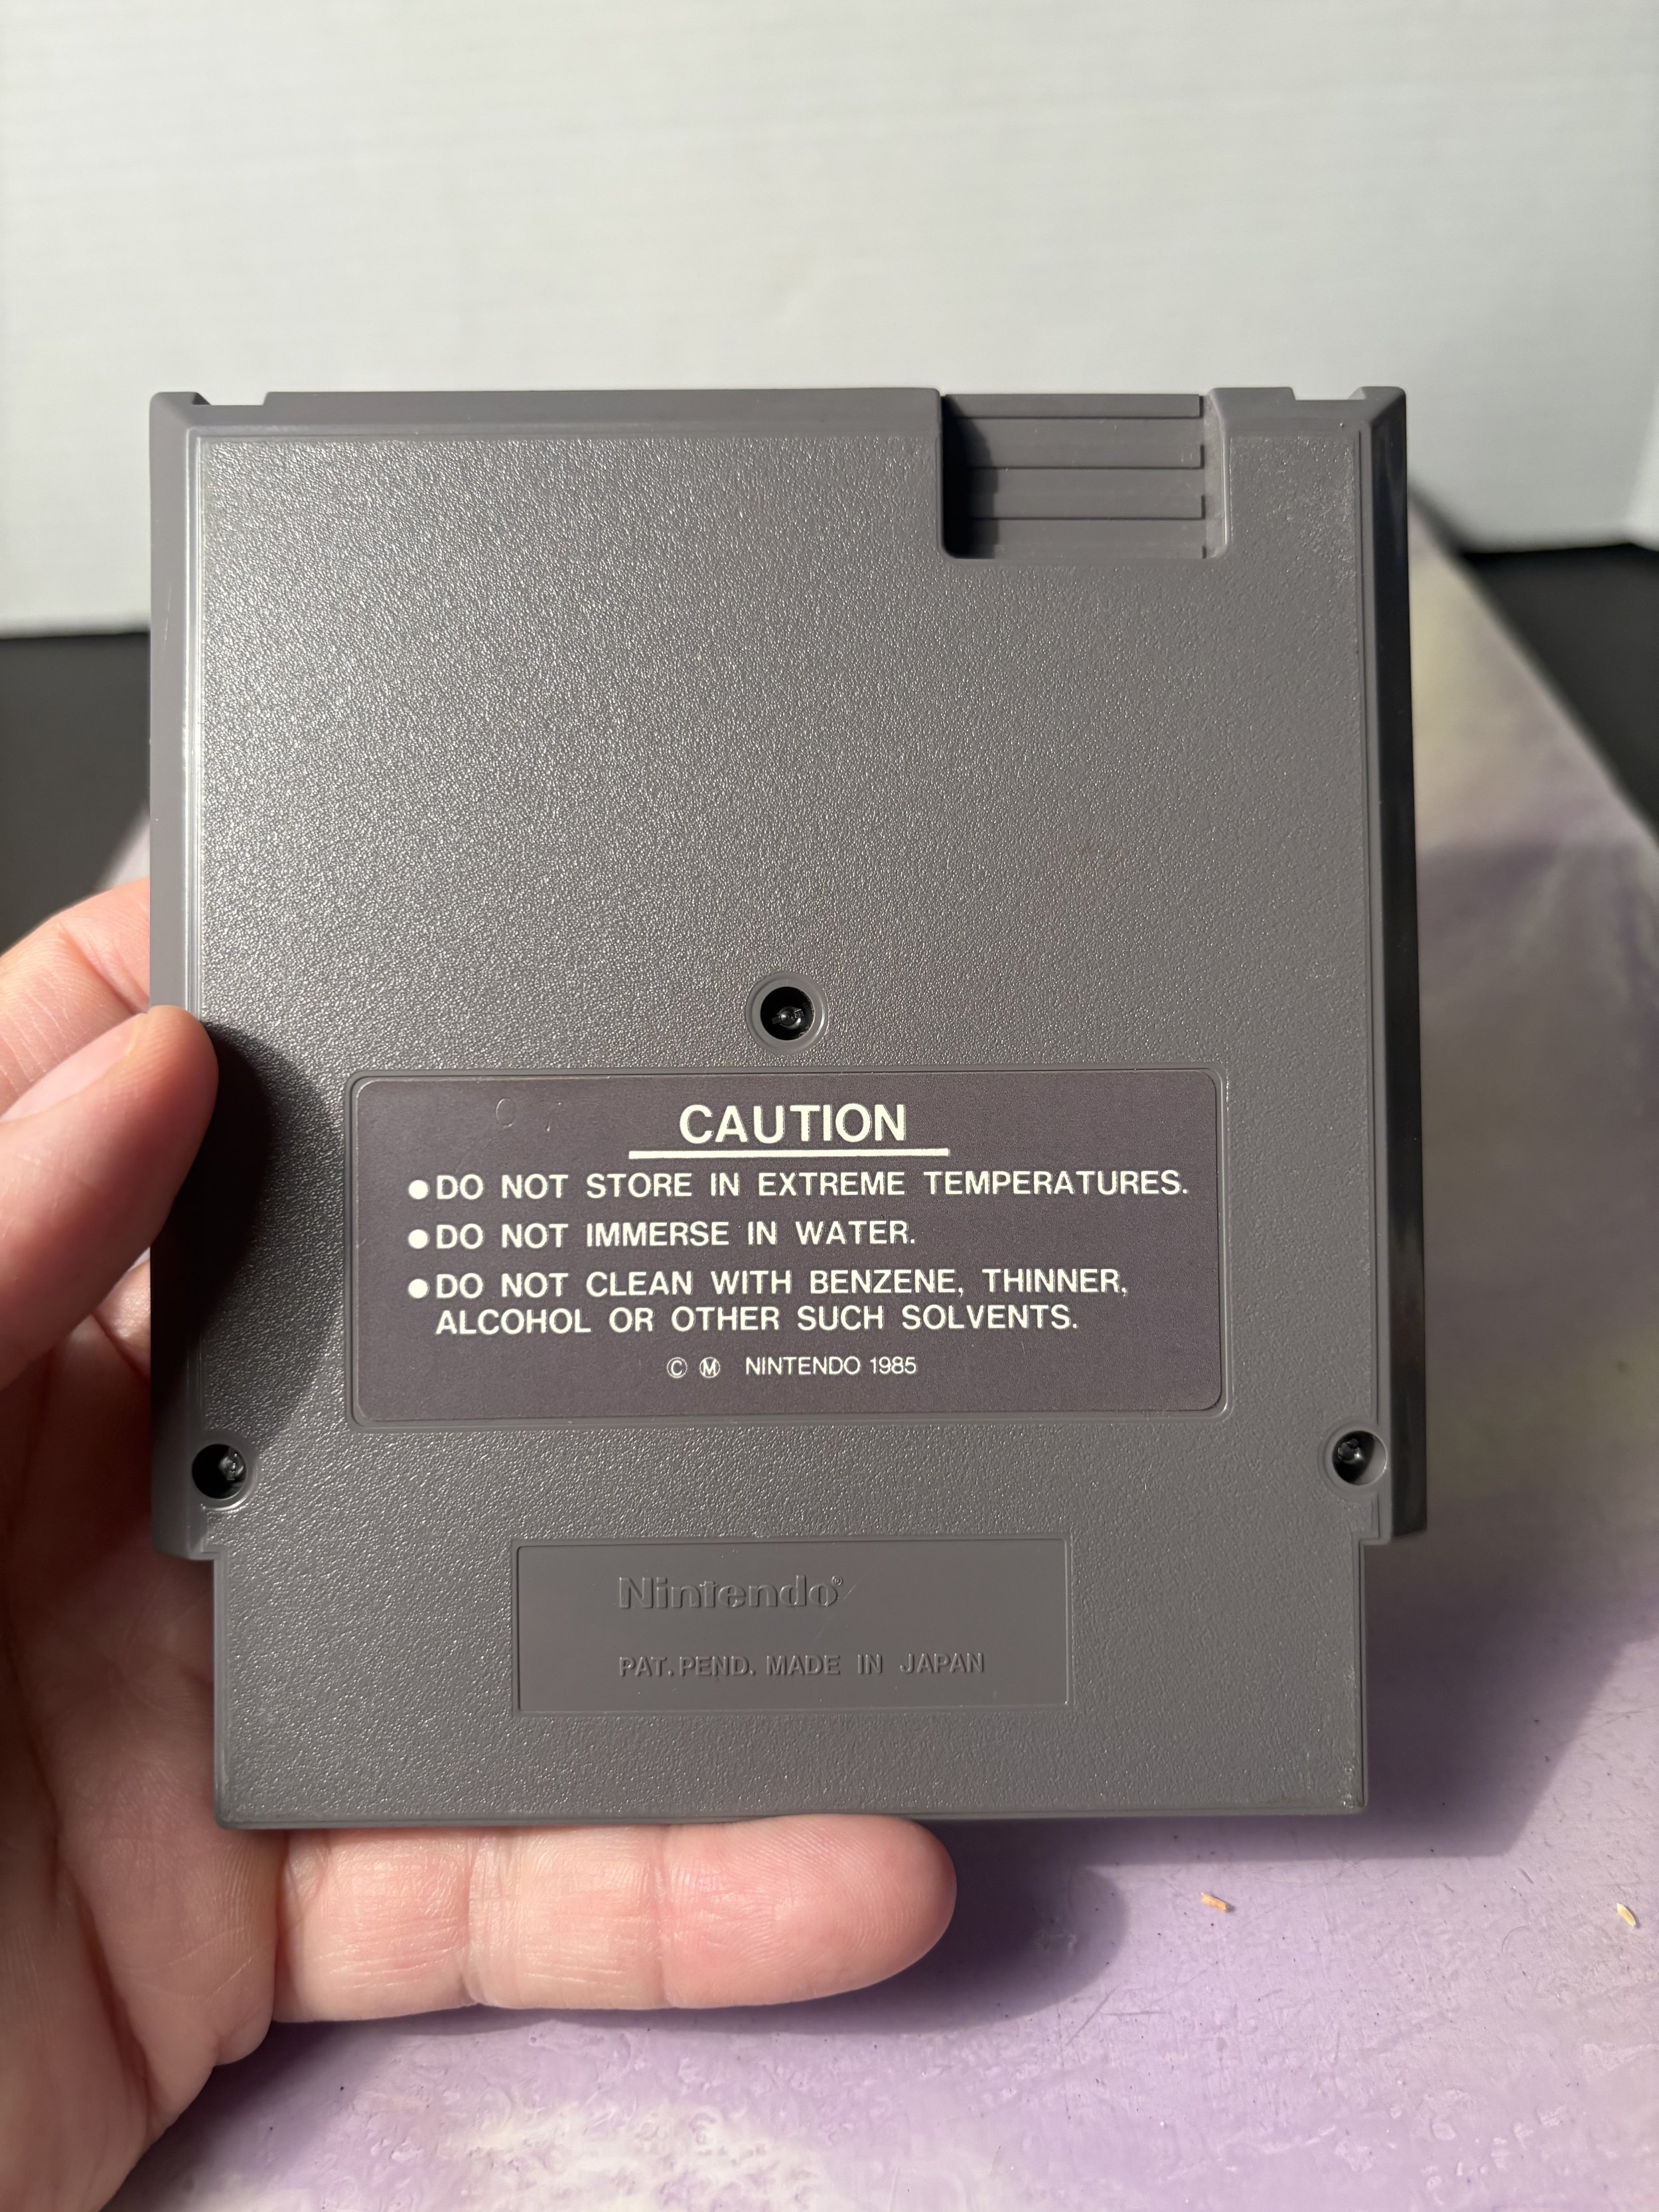 CAUTION
●DO NOT STORE IN EXTREME TEMPERATURES.
●DO NOT IMMERSE IN WATER.
●DO NOT CLEAN WITH BENZENE, THINNER,
ALCOHOL OR OTHER SUCH SOLVENTS.
Ⓒ Ⓜ NINTENDO 1985
Nintendo®
PAT. PEND. MADE IN JAPAN